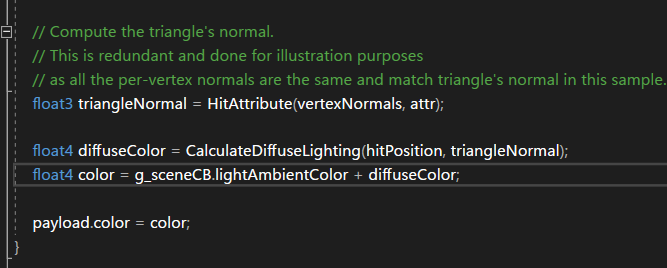 // Compute the triangle's normal.
// This is redundant and done for illustration purposes
// as all the per-vertex normals are the same and match triangle's normal in this sample.
float3 triangleNormal = HitAttribute(vertexNormals, attr);
float4 diffuseColor = CalculateDiffuseLighting(hitPosition, triangleNormal);
float4 color = g_sceneCB.lightAmbientColor + diffuseColor;
payload.color = color;
}